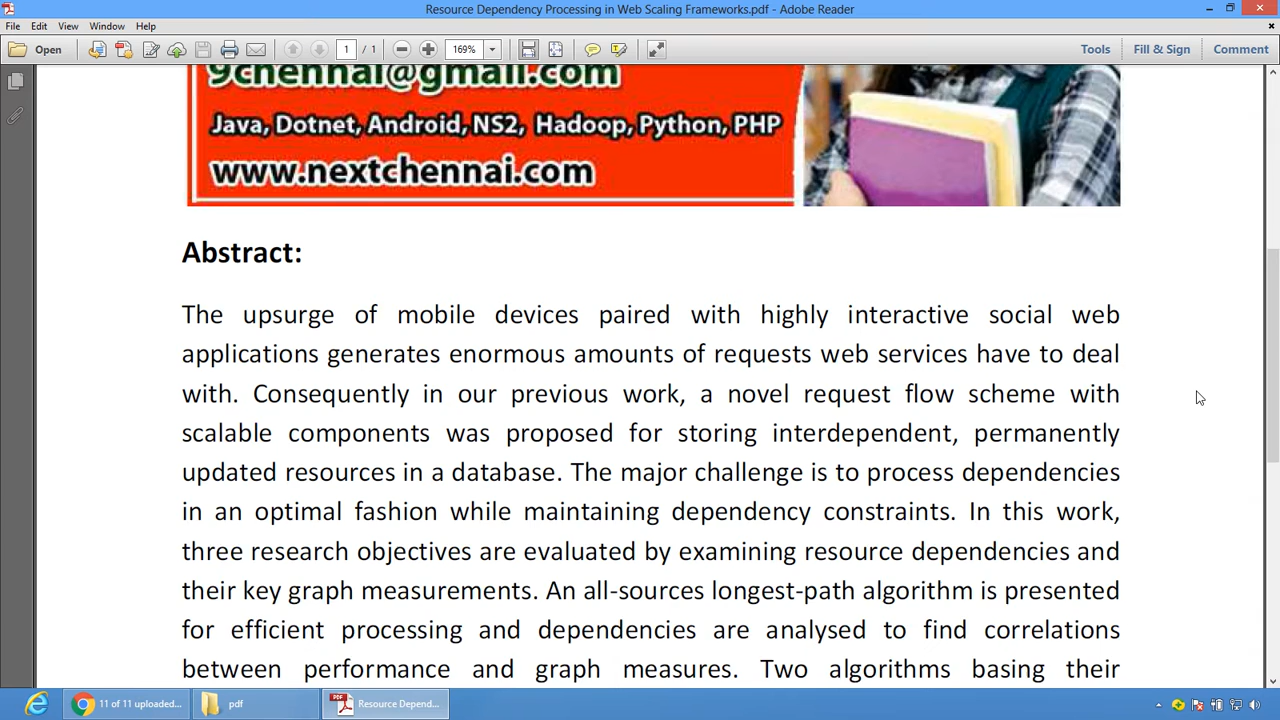 Resource Dependency Processing in Web Scaling Frameworks.pdf - Adobe Reader
File Edit View Window Help
Open 1 / 1 169% Tools Fill & Sign Comment
9chennai@gmail.com
Java, Dotnet, Android, NS2, Hadoop, Python, PHP
www.nextchennai.com
Abstract:
The upsurge of mobile devices paired with highly interactive social web
applications generates enormous amounts of requests web services have to deal
with. Consequently in our previous work, a novel request flow scheme with
scalable components was proposed for storing interdependent, permanently
updated resources in a database. The major challenge is to process dependencies
in an optimal fashion while maintaining dependency constraints. In this work,
three research objectives are evaluated by examining resource dependencies and
their key graph measurements. An all-sources longest-path algorithm is presented
for efficient processing and dependencies are analysed to find correlations
between performance and graph measures. Two algorithms basing their
11 of 11 uploaded... pdf Resource Depend...